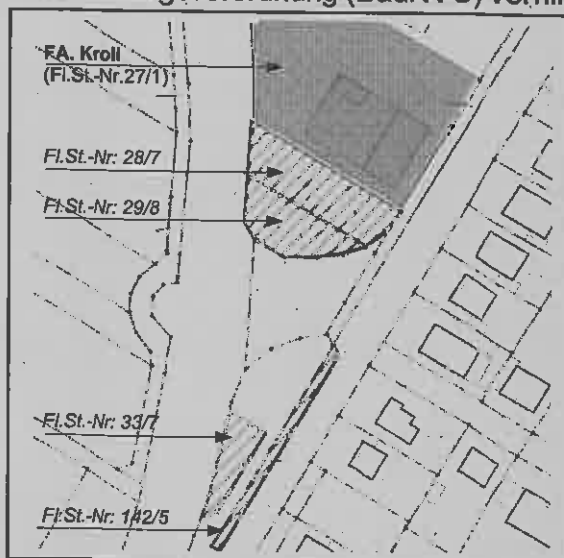 (BauNVO)
FA. Kroll
(Fl.St.-Nr.27/1)
Fl.St.-Nr: 28/7
Fl.St.-Nr: 29/8
Fl.St.-Nr: 33/7
Fl.St.-Nr: 142/5